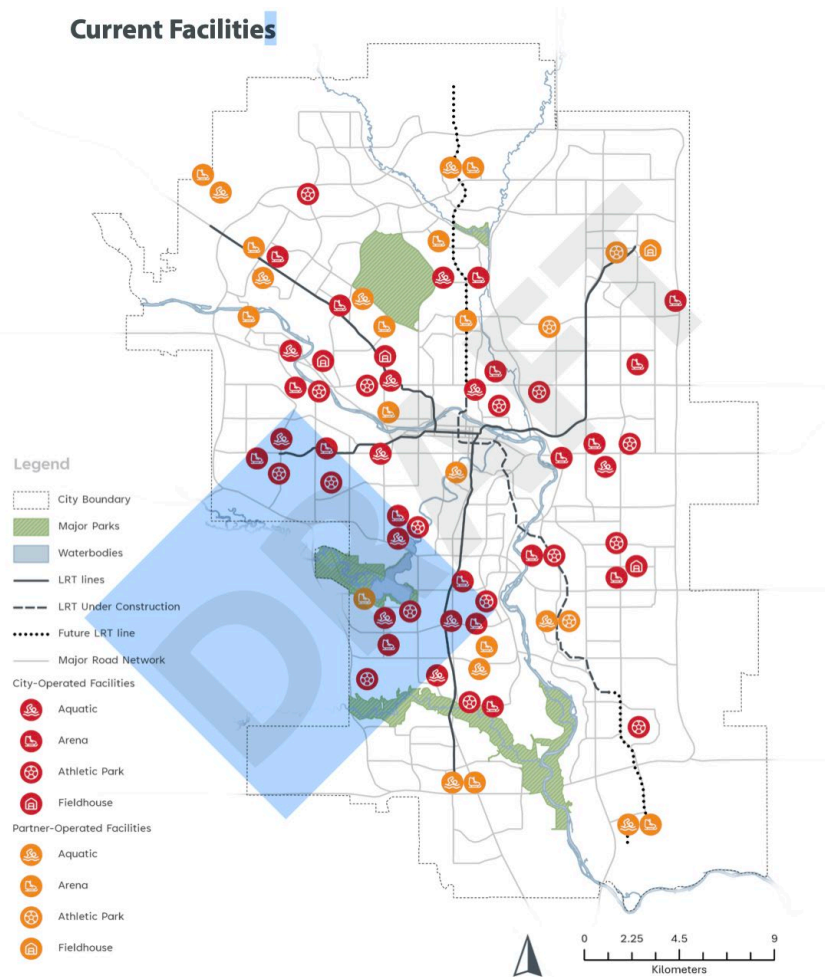 Current Facilities
DRAFT
Legend
City Boundary
Major Parks
Waterbodies
LRT lines
LRT Under Construction
Future LRT line
Major Road Network
City-Operated Facilities
Aquatic
Arena
Athletic Park
Fieldhouse
Partner-Operated Facilities
Aquatic
Arena
Athletic Park
Fieldhouse
0 2.25 4.5 9
Kilometers